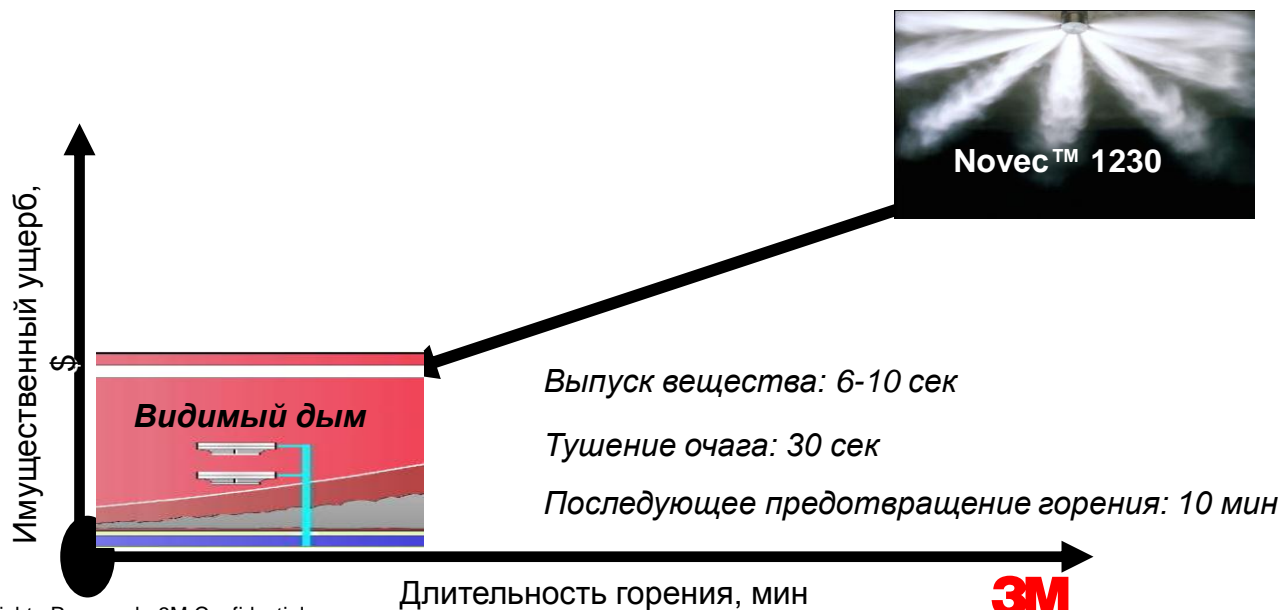 Novec™ 1230
Имущественный ущерб,
$
Видимый дым
Выпуск вещества: 6-10 сек
Тушение очага: 30 сек
Последующее предотвращение горения: 10 мин
Длительность горения, мин
3M